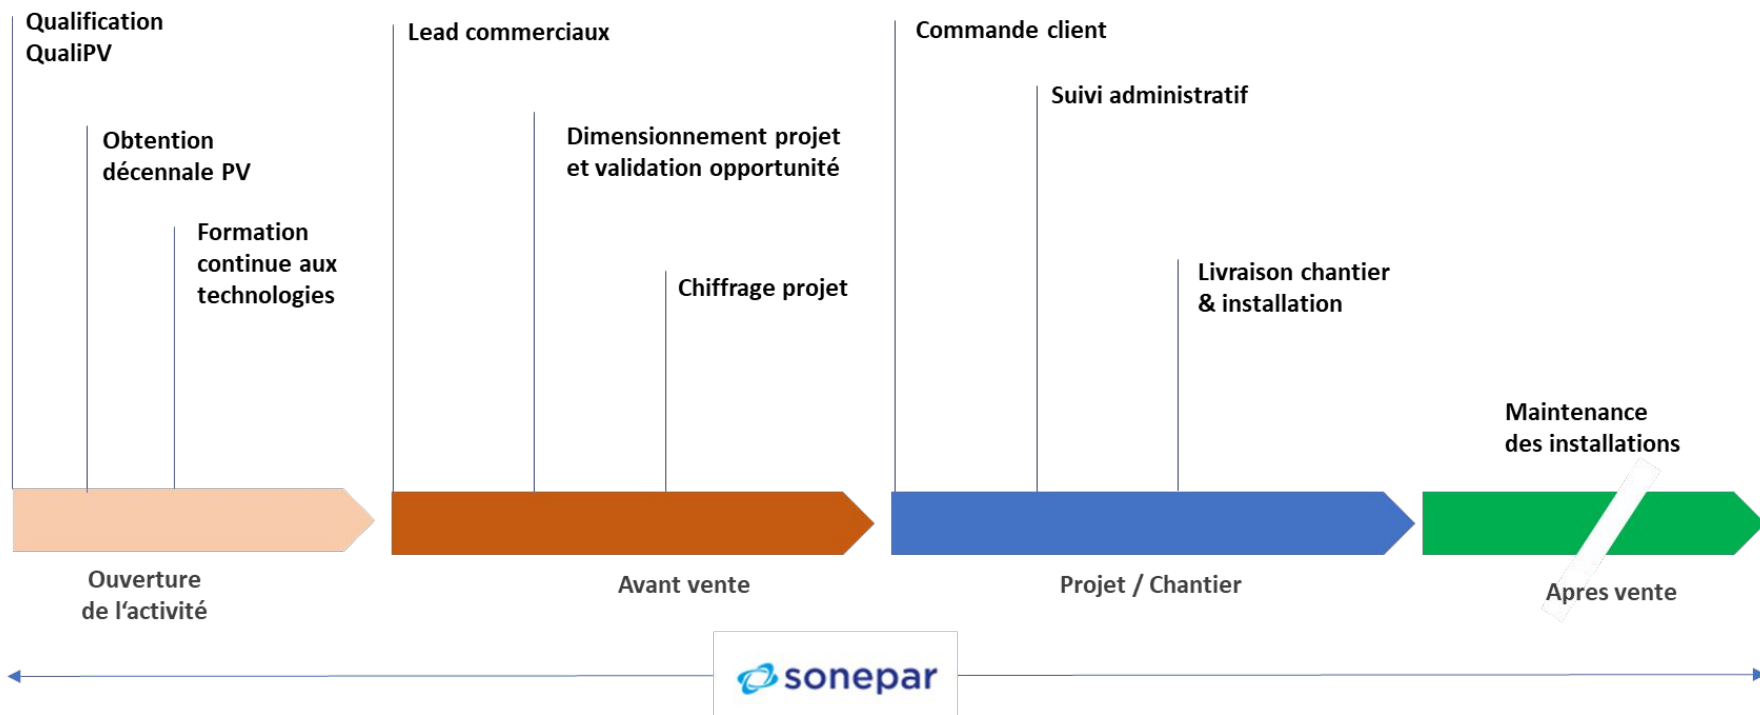 Qualification
QualiPV
Obtention
décennale PV
Formation
continue aux
technologies
Lead commerciaux
Dimensionnement projet
et validation opportunité
Chiffrage projet
Commande client
Suivi administratif
Livraison chantier
& installation
Maintenance
des installations
Ouverture
de l‘activité
Avant vente
Projet / Chantier
Apres vente
sonepar